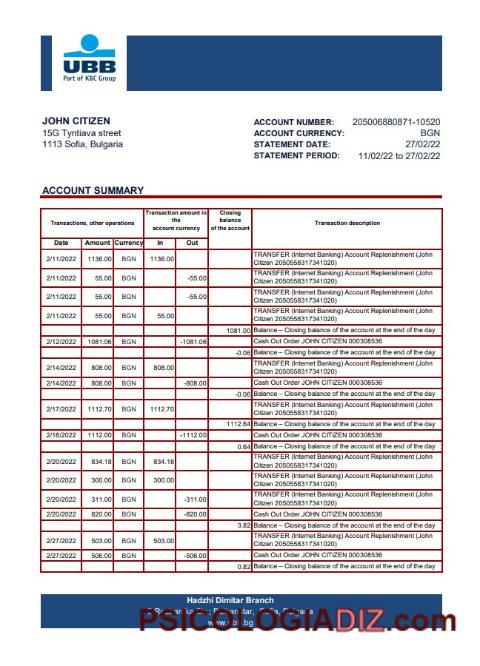 UBB
Part of KBC Group
JOHN CITIZEN
15G Tyntiava street
1113 Sofia, Bulgaria
ACCOUNT NUMBER: 205006880871-10520
ACCOUNT CURRENCY: BGN
STATEMENT DATE: 27/02/22
STATEMENT PERIOD: 11/02/22 to 27/02/22
ACCOUNT SUMMARY
Transactions, other operations
Transaction amount in
the
account currency
Closing
balance
of the account
Transaction description
Date Amount Currency In Out
2/11/2022 1136.00 BGN 1136.00 TRANSFER (Internet Banking) Account Replenishment (John
Citizen 2050558317341020)
2/11/2022 55.00 BGN -55.00 TRANSFER (Internet Banking) Account Replenishment (John
Citizen 2050558317341020)
2/11/2022 55.00 BGN -55.00 TRANSFER (Internet Banking) Account Replenishment (John
Citizen 2050558317341020)
2/11/2022 55.00 BGN 55.00 TRANSFER (Internet Banking) Account Replenishment (John
Citizen 2050558317341020)
1081.00 Balance – Closing balance of the account at the end of the day
2/12/2022 1081.06 BGN -1081.06 Cash Out Order JOHN CITIZEN 000308536
-0.06 Balance – Closing balance of the account at the end of the day
2/14/2022 808.00 BGN 808.00 TRANSFER (Internet Banking) Account Replenishment (John
Citizen 2050558317341020)
2/14/2022 808.00 BGN -808.00 Cash Out Order JOHN CITIZEN 000308536
-0.06 Balance – Closing balance of the account at the end of the day
2/17/2022 1112.70 BGN 1112.70 TRANSFER (Internet Banking) Account Replenishment (John
Citizen 2050558317341020)
1112.64 Balance – Closing balance of the account at the end of the day
2/18/2022 1112.00 BGN -1112.00 Cash Out Order JOHN CITIZEN 000308536
0.64 Balance – Closing balance of the account at the end of the day
2/20/2022 834.18 BGN 834.18 TRANSFER (Internet Banking) Account Replenishment (John
Citizen 2050558317341020)
2/20/2022 300.00 BGN 300.00 TRANSFER (Internet Banking) Account Replenishment (John
Citizen 2050558317341020)
2/20/2022 311.00 BGN -311.00 TRANSFER (Internet Banking) Account Replenishment (John
Citizen 2050558317341020)
2/20/2022 820.00 BGN -820.00 Cash Out Order JOHN CITIZEN 000308536
3.82 Balance – Closing balance of the account at the end of the day
2/27/2022 503.00 BGN 503.00 TRANSFER (Internet Banking) Account Replenishment (John
Citizen 2050558317341020)
2/27/2022 506.00 BGN -506.00 Cash Out Order JOHN CITIZEN 000308536
0.82 Balance – Closing balance of the account at the end of the day
Hadzhi Dimitar Branch
PSICOLOGIADIZ.com